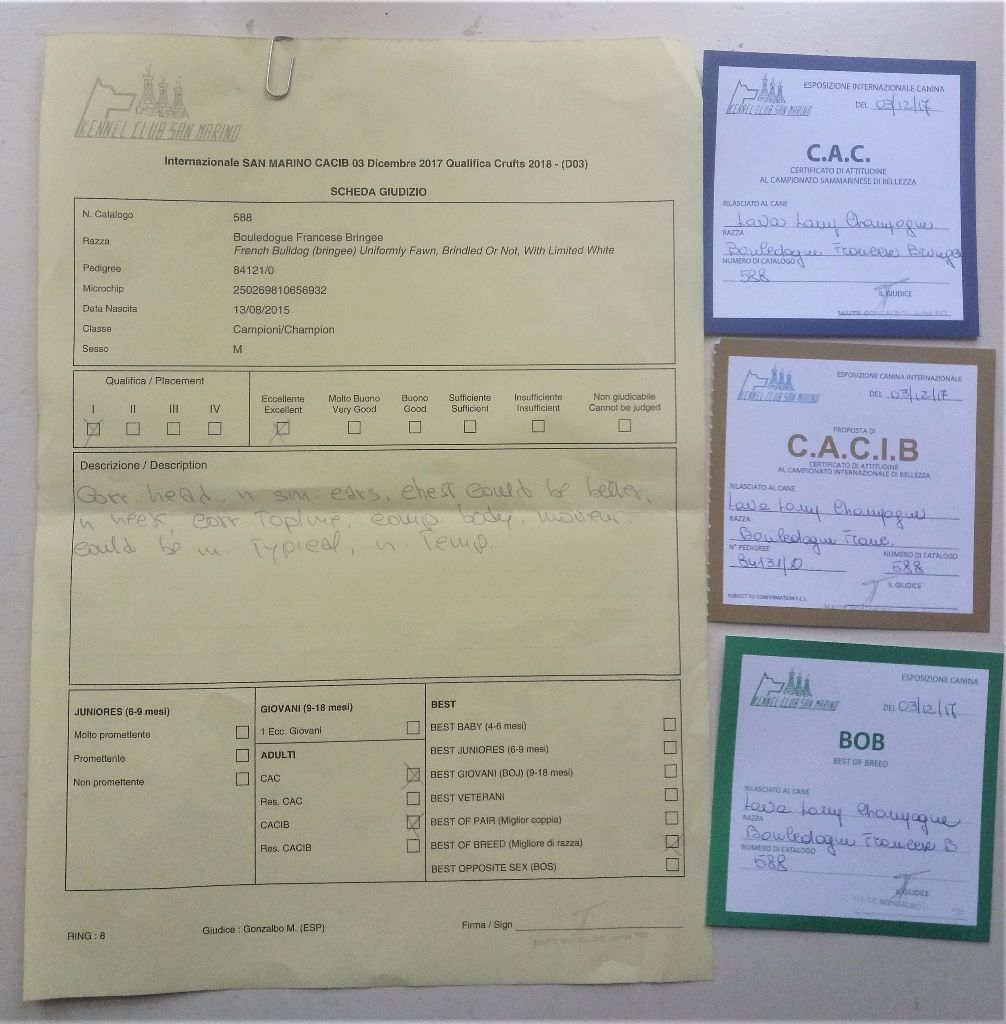 KENNEL CLUB SAN MARINO
Internazionale SAN MARINO CACIB 03 Dicembre 2017 Qualifica Crufts 2018 - (D03)
SCHEDA GIUDIZIO
N. Catalogo 588
Razza Bouledogue Francese Bringee
French Bulldog (bringee) Uniformly Fawn, Brindled Or Not, With Limited White
Pedigree 84121/0
Microchip 250269810656932
Data Nascita 13/08/2015
Classe Campioni/Champion
Sesso M
Qualifica / Placement
I II III IV
Eccellente Molto Buono Buono Sufficiente Insufficiente Non giudicabile
Excellent Very Good Good Sufficient Insufficient Cannot be judged
Descrizione / Description
Corr. head, n sm. ears, chest could be better,
n neck, corr topline, comp. body, movem.
could be m. typical, n temp.
JUNIORES (6-9 mesi)
Molto promettente
Promettente
Non promettente
GIOVANI (9-18 mesi)
1 Ecc. Giovani
ADULTI
CAC
Res. CAC
CACIB
Res. CACIB
BEST
BEST BABY (4-6 mesi)
BEST JUNIORES (6-9 mesi)
BEST GIOVANI (BOJ) (9-18 mesi)
BEST VETERANI
BEST OF PAIR (Miglior coppia)
BEST OF BREED (Migliore di razza)
BEST OPPOSITE SEX (BOS)
RING : 8 Giudice : Gonzalbo M. (ESP) Firma / Sign
KENNEL CLUB SAN MARINO
ESPOSIZIONE INTERNAZIONALE CANINA
DEL 03/12/17
C.A.C.
CERTIFICATO DI ATTITUDINE
AL CAMPIONATO SAMMARINESE DI BELLEZZA
RILASCIATO AL CANE
Lava Lamy Champagne
RAZZA
Bouledogue Francese Bringe
NUMERO DI CATALOGO
588
IL GIUDICE
MAITE GONZALBO
KENNEL CLUB SAN MARINO
ESPOSIZIONE CANINA INTERNAZIONALE
DEL 03/12/17
PROPOSTA DI
C.A.C.I.B
CERTIFICATO DI ATTITUDINE
AL CAMPIONATO INTERNAZIONALE DI BELLEZZA
RILASCIATO AL CANE
Lava Lamy Champagne
RAZZA
Bouledogue Franc.
N° PEDIGREE NUMERO DI CATALOGO
84131/0 588
IL GIUDICE
SUBJECT TO CONFERMATION F.C.I.
KENNEL CLUB SAN MARINO
ESPOSIZIONE CANINA
DEL 03/12/17
BOB
BEST OF BREED
RILASCIATO AL CANE
Lava Lamy Champagne
RAZZA
Bouledogue Francese B
NUMERO DI CATALOGO
588
IL GIUDICE
MAITE GONZALBO